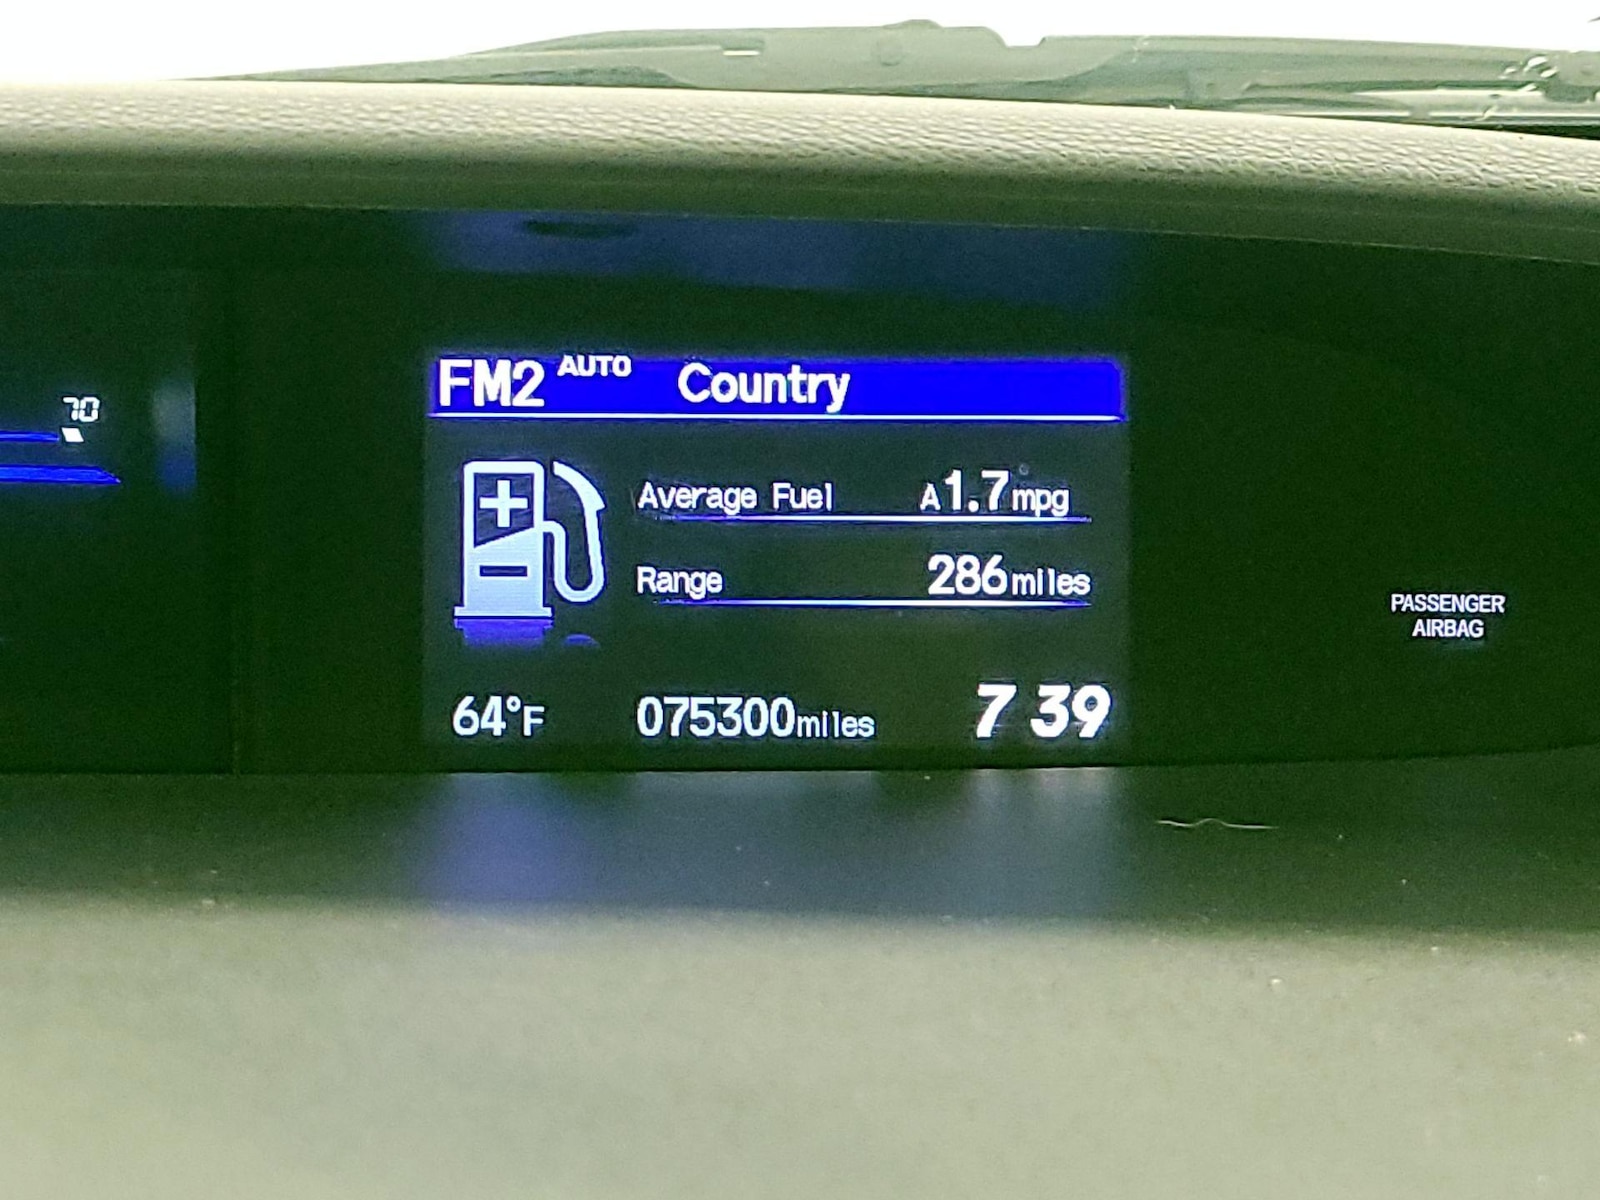 FM2 AUTO Country
70
Average Fuel A1.7mpg
Range 286miles
PASSENGER
AIRBAG
64°F 075300miles 7 39